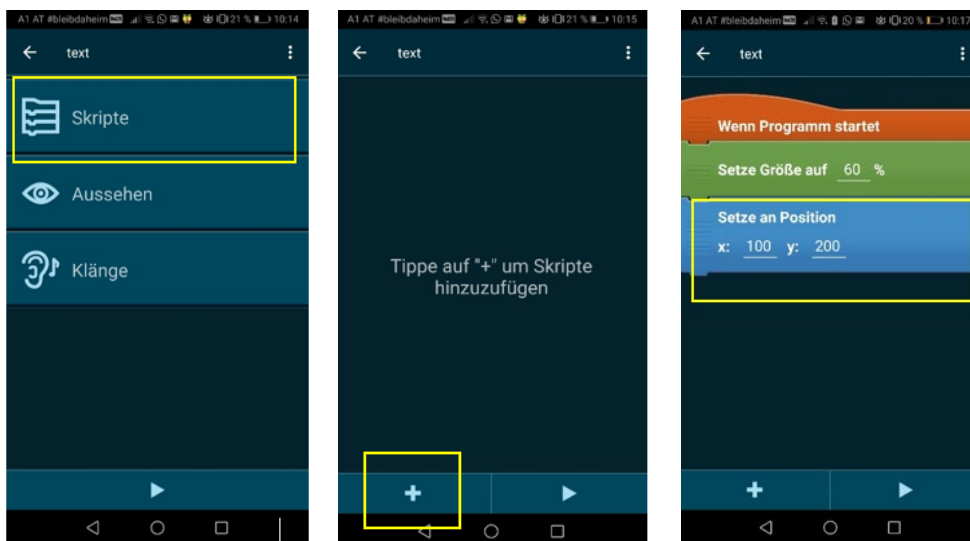 A1 AT #bleibdaheim 21 % 10:14
text
Skripte
Aussehen
Klänge
A1 AT #bleibdaheim 21 % 10:15
text
Tippe auf "+" um Skripte
hinzuzufügen
A1 AT #bleibdaheim 20 % 10:17
text
Wenn Programm startet
Setze Größe auf 60 %
Setze an Position
x: 100 y: 200